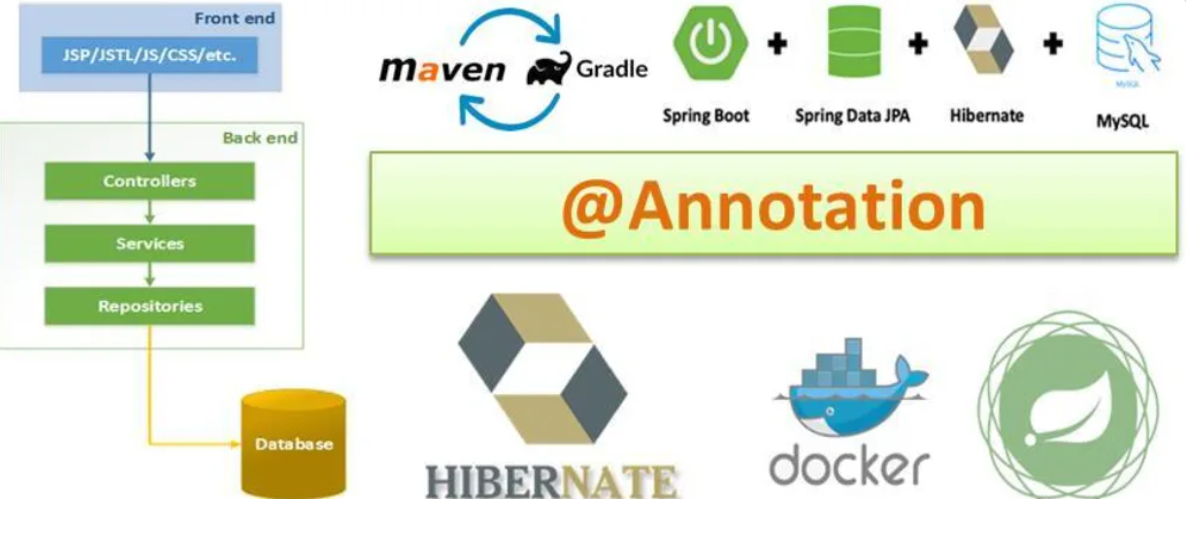 Front end
JSP/JSTL/JS/CSS/etc.
Back end
Controllers
Services
Repositories
Database
maven
Gradle
Spring Boot
Spring Data JPA
Hibernate
MySQL
MySQL
@Annotation
HIBERNATE
docker